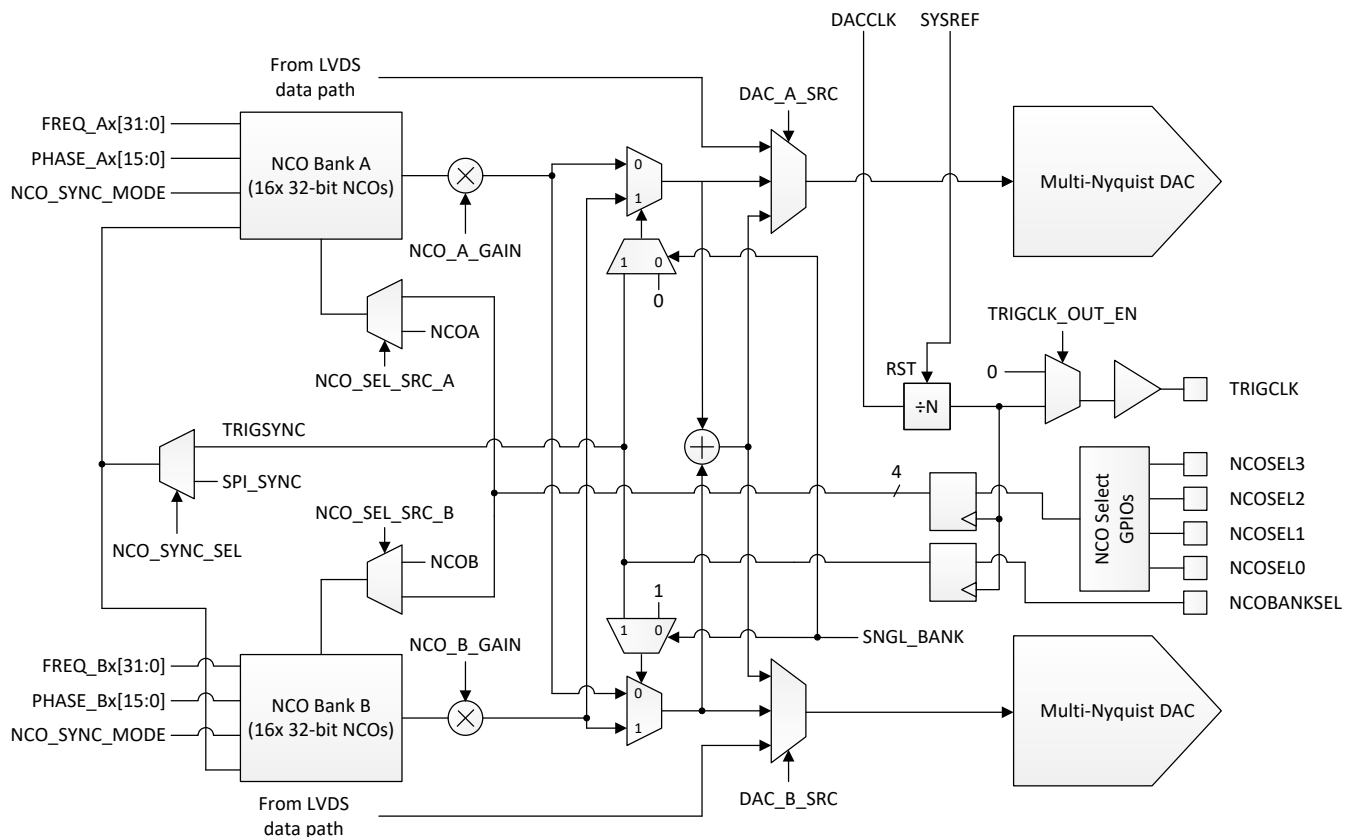 DACCLK
SYSREF
From LVDS
data path
DAC_A_SRC
FREQ_Ax[31:0]
PHASE_Ax[15:0]
NCO_SYNC_MODE
NCO Bank A
(16x 32-bit NCOs)
NCO_A_GAIN
0
1
Multi-Nyquist DAC
1 0
0
NCOA
NCO_SEL_SRC_A
TRIGCLK_OUT_EN
RST
0
÷N
TRIGCLK
TRIGSYNC
SPI_SYNC
NCO_SYNC_SEL
4
NCO Select
GPIOs
NCOSEL3
NCOSEL2
NCOSEL1
NCOSEL0
NCOBANKSEL
NCO_SEL_SRC_B
NCOB
1
1 0
SNGL_BANK
NCO_B_GAIN
FREQ_Bx[31:0]
PHASE_Bx[15:0]
NCO_SYNC_MODE
NCO Bank B
(16x 32-bit NCOs)
0
1
Multi-Nyquist DAC
DAC_B_SRC
From LVDS
data path